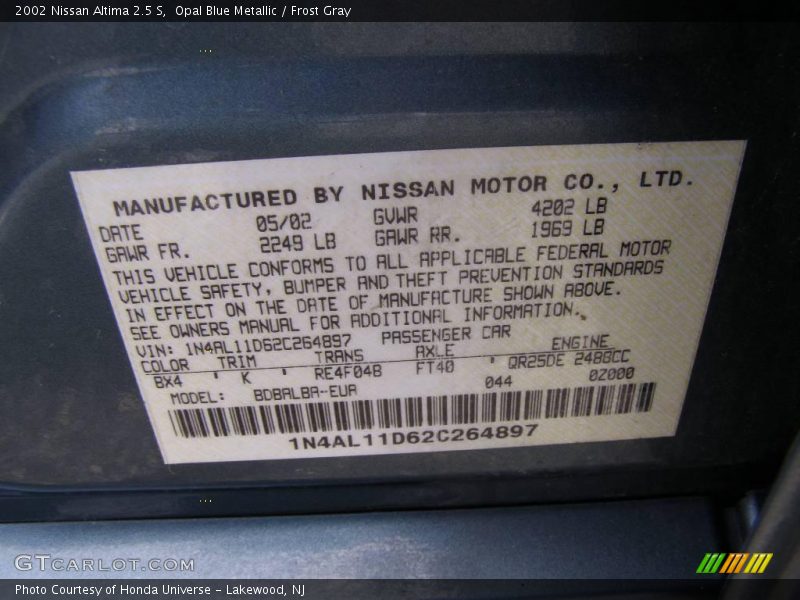 2002 Nissan Altima 2.5 S,  Opal Blue Metallic / Frost Gray
MANUFACTURED BY NISSAN MOTOR CO., LTD.
DATE 05/02 GVWR 4202 LB
GAWR FR. 2249 LB GAWR RR. 1969 LB
THIS VEHICLE CONFORMS TO ALL APPLICABLE FEDERAL MOTOR
VEHICLE SAFETY, BUMPER AND THEFT PREVENTION STANDARDS
IN EFFECT ON THE DATE OF MANUFACTURE SHOWN ABOVE.
SEE OWNERS MANUAL FOR ADDITIONAL INFORMATION.
VIN: 1N4AL11D62C264897 PASSENGER CAR
COLOR TRIM TRANS AXLE ENGINE
BX4 ' K ' RE4F04B FT40 ' QR25DE 2488CC
MODEL: BDBALBA-EUA 044 0Z000
1N4AL11D62C264897
GTCARLOT.COM
Photo Courtesy of Honda Universe - Lakewood, NJ